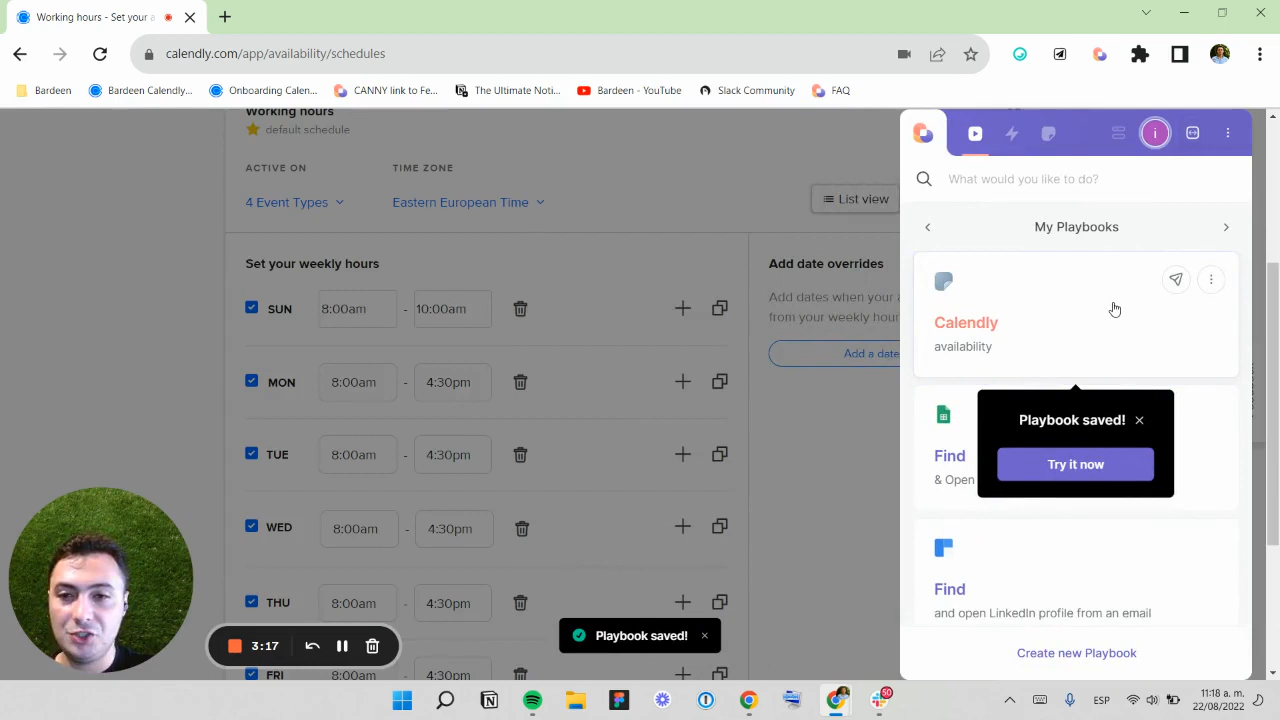 Working hours - Set your a
calendly.com/app/availability/schedules
Bardeen
Bardeen Calendly...
Onboarding Calen...
CANNY link to Fe...
The Ultimate Noti...
Bardeen - YouTube
Slack Community
FAQ
Working hours
default schedule
ACTIVE ON
TIME ZONE
4 Event Types
Eastern European Time
List view
Set your weekly hours
SUN 8:00am - 10:00am
MON 8:00am - 4:30pm
TUE 8:00am - 4:30pm
WED 8:00am - 4:30pm
THU 8:00am - 4:30pm
FRI 8:00am - 4:30pm
Add date overrides
Add dates when your a
from your weekly hour
Add a date
i
What would you like to do?
My Playbooks
Calendly
availability
Playbook saved!
Try it now
Find
& Open
Find
and open LinkedIn profile from an email
Create new Playbook
3:17
Playbook saved!
50
ESP
11:18 a. m.
22/08/2022